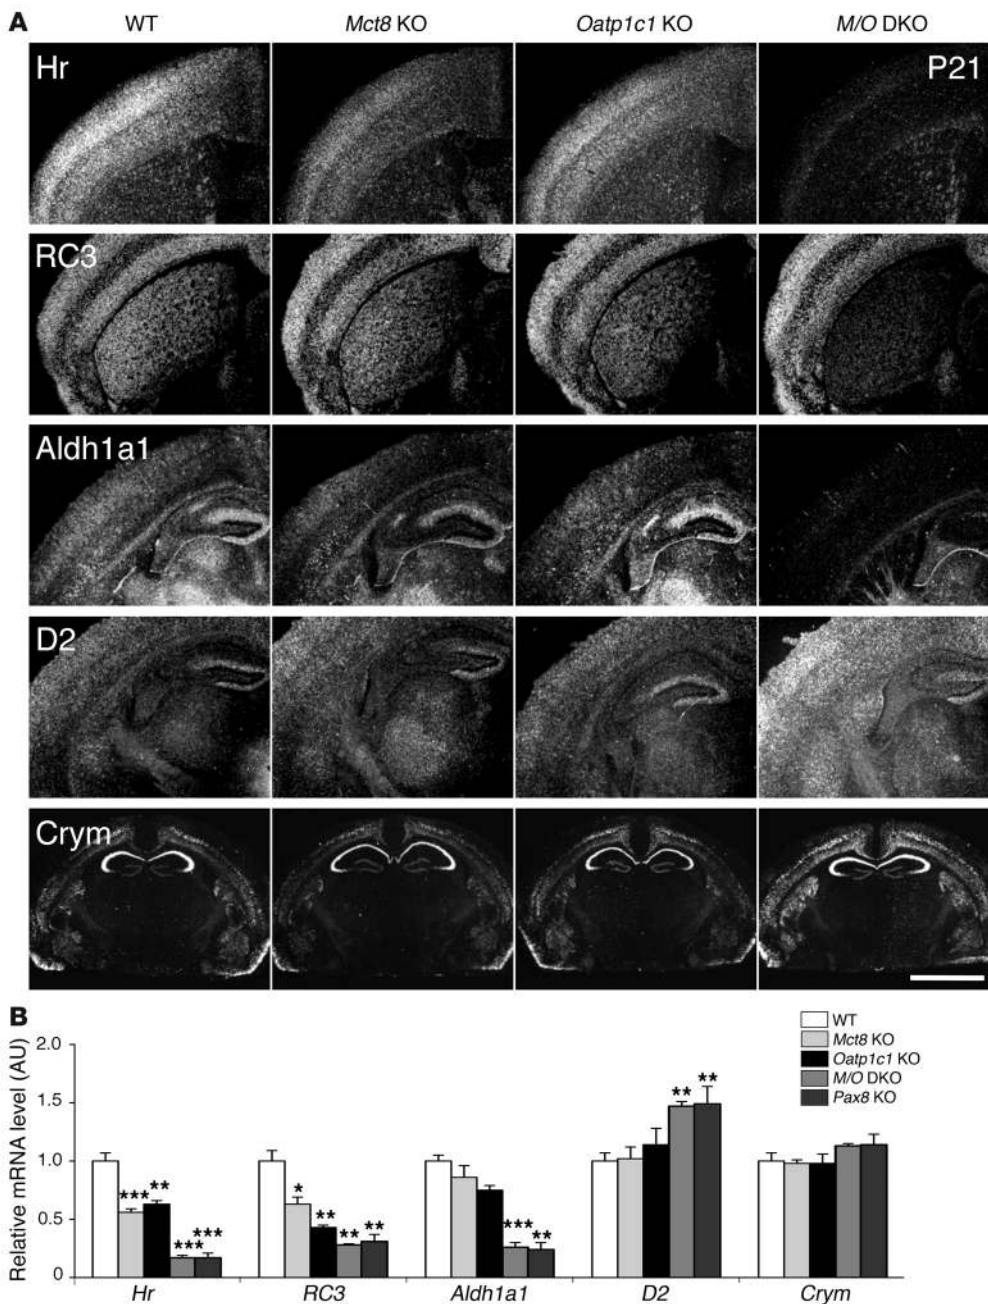 A
WT Mct8 KO Oatp1c1 KO M/O DKO
Hr P21
RC3
Aldh1a1
D2
Crym
B
WT
Mct8 KO
Oatp1c1 KO
M/O DKO
Pax8 KO
Relative mRNA level (AU)
2.0
1.5
1.0
0.5
0
*** ** *** ***
* ** ** **
*** **
** **
Hr RC3 Aldh1a1 D2 Crym